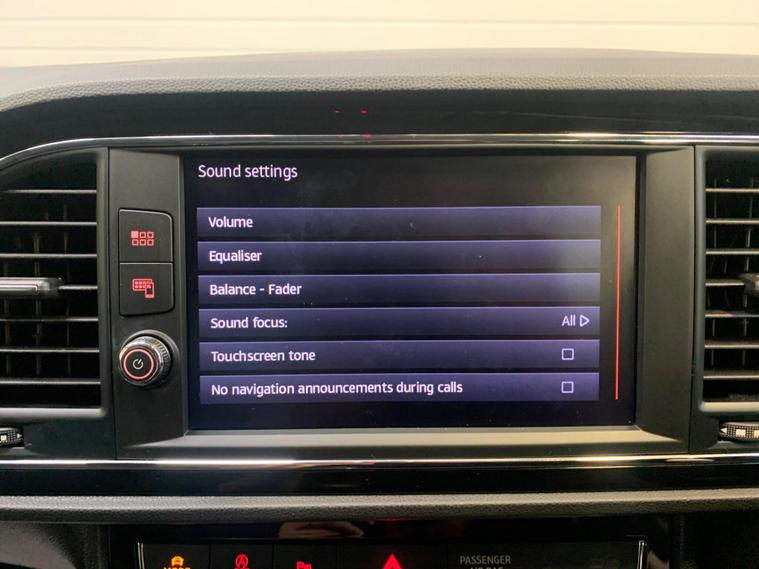 Sound settings
Volume
Equaliser
Balance - Fader
Sound focus: All
Touchscreen tone
No navigation announcements during calls
PASSENGER